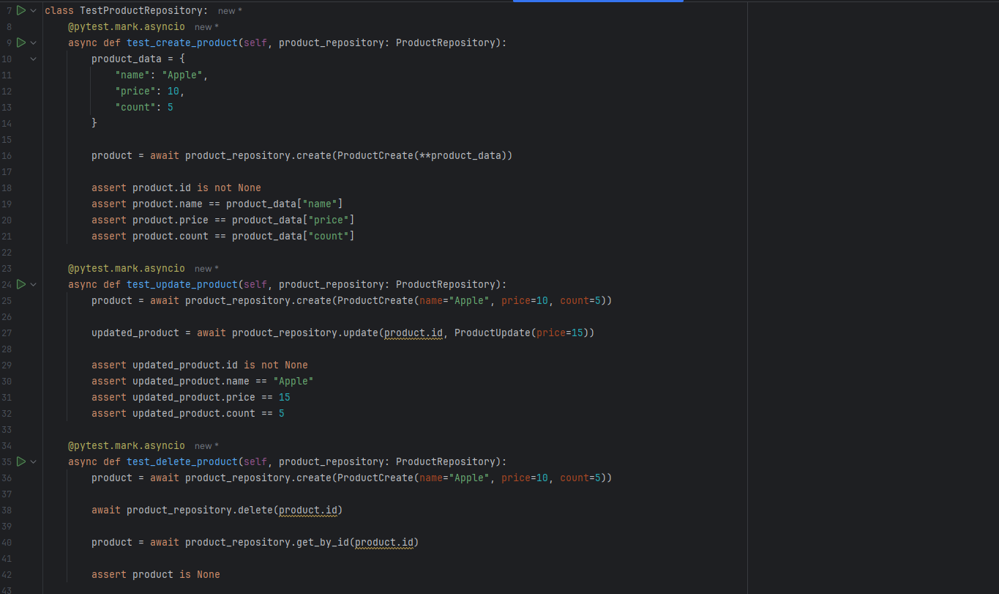 7 class TestProductRepository: new *
8 @pytest.mark.asyncio new *
9 async def test_create_product(self, product_repository: ProductRepository):
10 product_data = {
11 "name": "Apple",
12 "price": 10,
13 "count": 5
14 }
15
16 product = await product_repository.create(ProductCreate(**product_data))
17
18 assert product.id is not None
19 assert product.name == product_data["name"]
20 assert product.price == product_data["price"]
21 assert product.count == product_data["count"]
22
23 @pytest.mark.asyncio new *
24 async def test_update_product(self, product_repository: ProductRepository):
25 product = await product_repository.create(ProductCreate(name="Apple", price=10, count=5))
26
27 updated_product = await product_repository.update(product.id, ProductUpdate(price=15))
28
29 assert updated_product.id is not None
30 assert updated_product.name == "Apple"
31 assert updated_product.price == 15
32 assert updated_product.count == 5
33
34 @pytest.mark.asyncio new *
35 async def test_delete_product(self, product_repository: ProductRepository):
36 product = await product_repository.create(ProductCreate(name="Apple", price=10, count=5))
37
38 await product_repository.delete(product.id)
39
40 product = await product_repository.get_by_id(product.id)
41
42 assert product is None
43